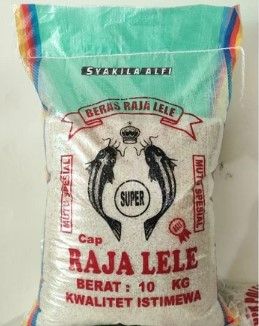 SYAKILA ALFI
BERAS RAJA LELE
MUTU SPESIAL
MUTU SPESIAL
SUPER
Cap
RAJA LELE
BERAT : 10 KG
KWALITET ISTIMEWA